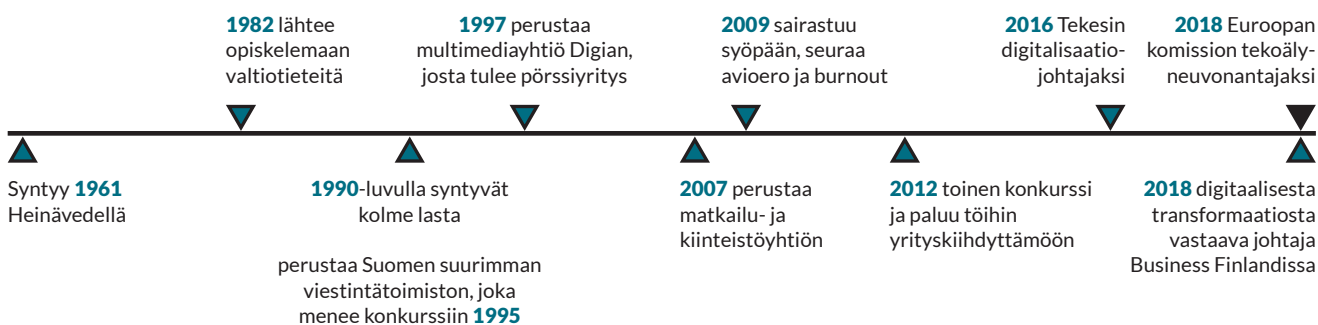 1982 lähtee
opiskelemaan
valtiotieteitä
1997 perustaa
multimediayhtiö Digian,
josta tulee pörssiyritys
2009 sairastuu
syöpään, seuraa
avioero ja burnout
2016 Tekesin
digitalisaatio-
johtajaksi
2018 Euroopan
komission tekoäly-
neuvonantajaksi
Syntyy 1961
Heinävedellä
1990-luvulla syntyvät
kolme lasta
perustaa Suomen suurimman
viestintätoimiston, joka
menee konkurssiin 1995
2007 perustaa
matkailu- ja
kiinteistöyhtiön
2012 toinen konkurssi
ja paluu töihin
yrityskiihdyttämöön
2018 digitaalisesta
transformaatiosta
vastaava johtaja
Business Finlandissa